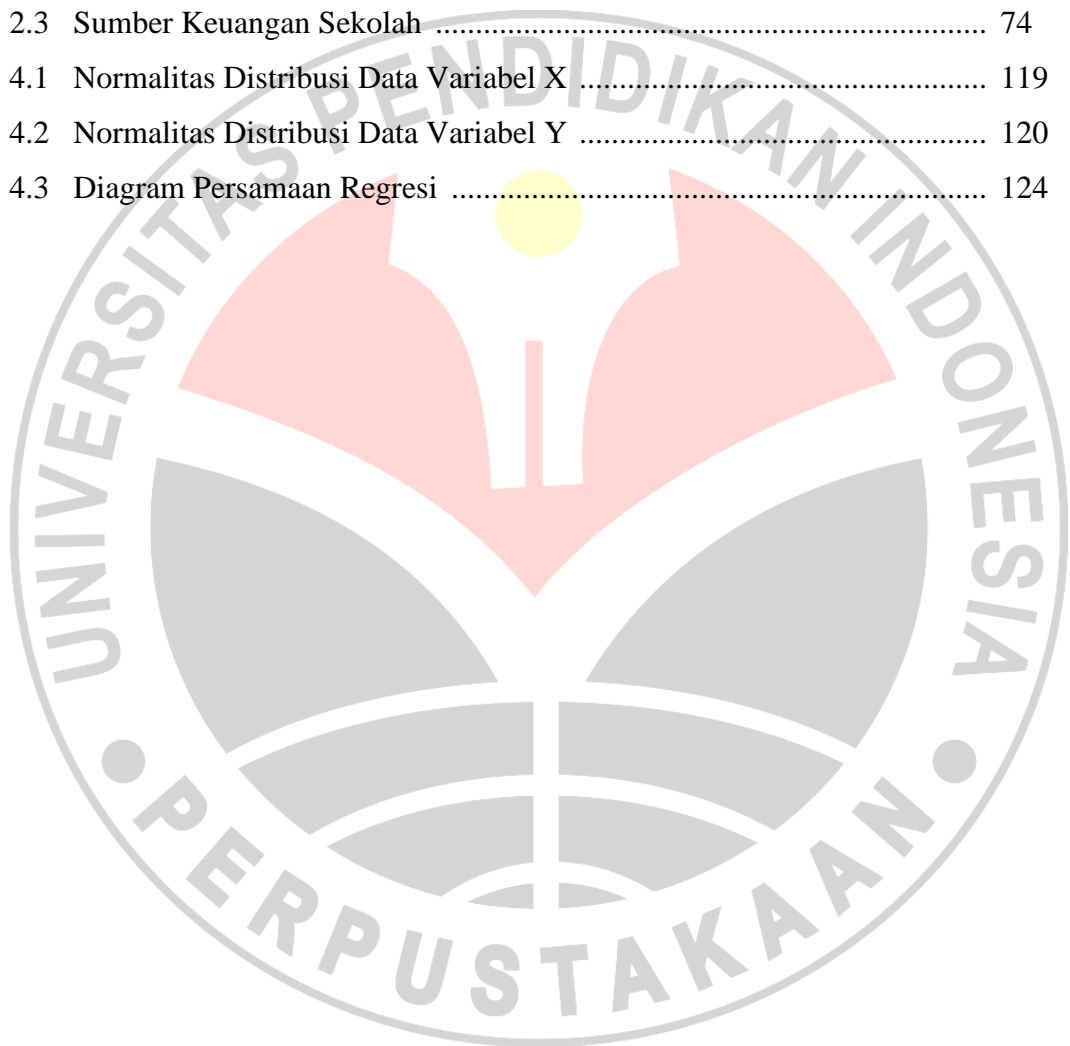 2.3 Sumber Keuangan Sekolah ........................................................................ 74
4.1 Normalitas Distribusi Data Variabel X ..................................................... 119
4.2 Normalitas Distribusi Data Variabel Y ..................................................... 120
4.3 Diagram Persamaan Regresi ...................................................................... 124
UNIVERSITAS PENDIDIKAN INDONESIA
PERPUSTAKAAN